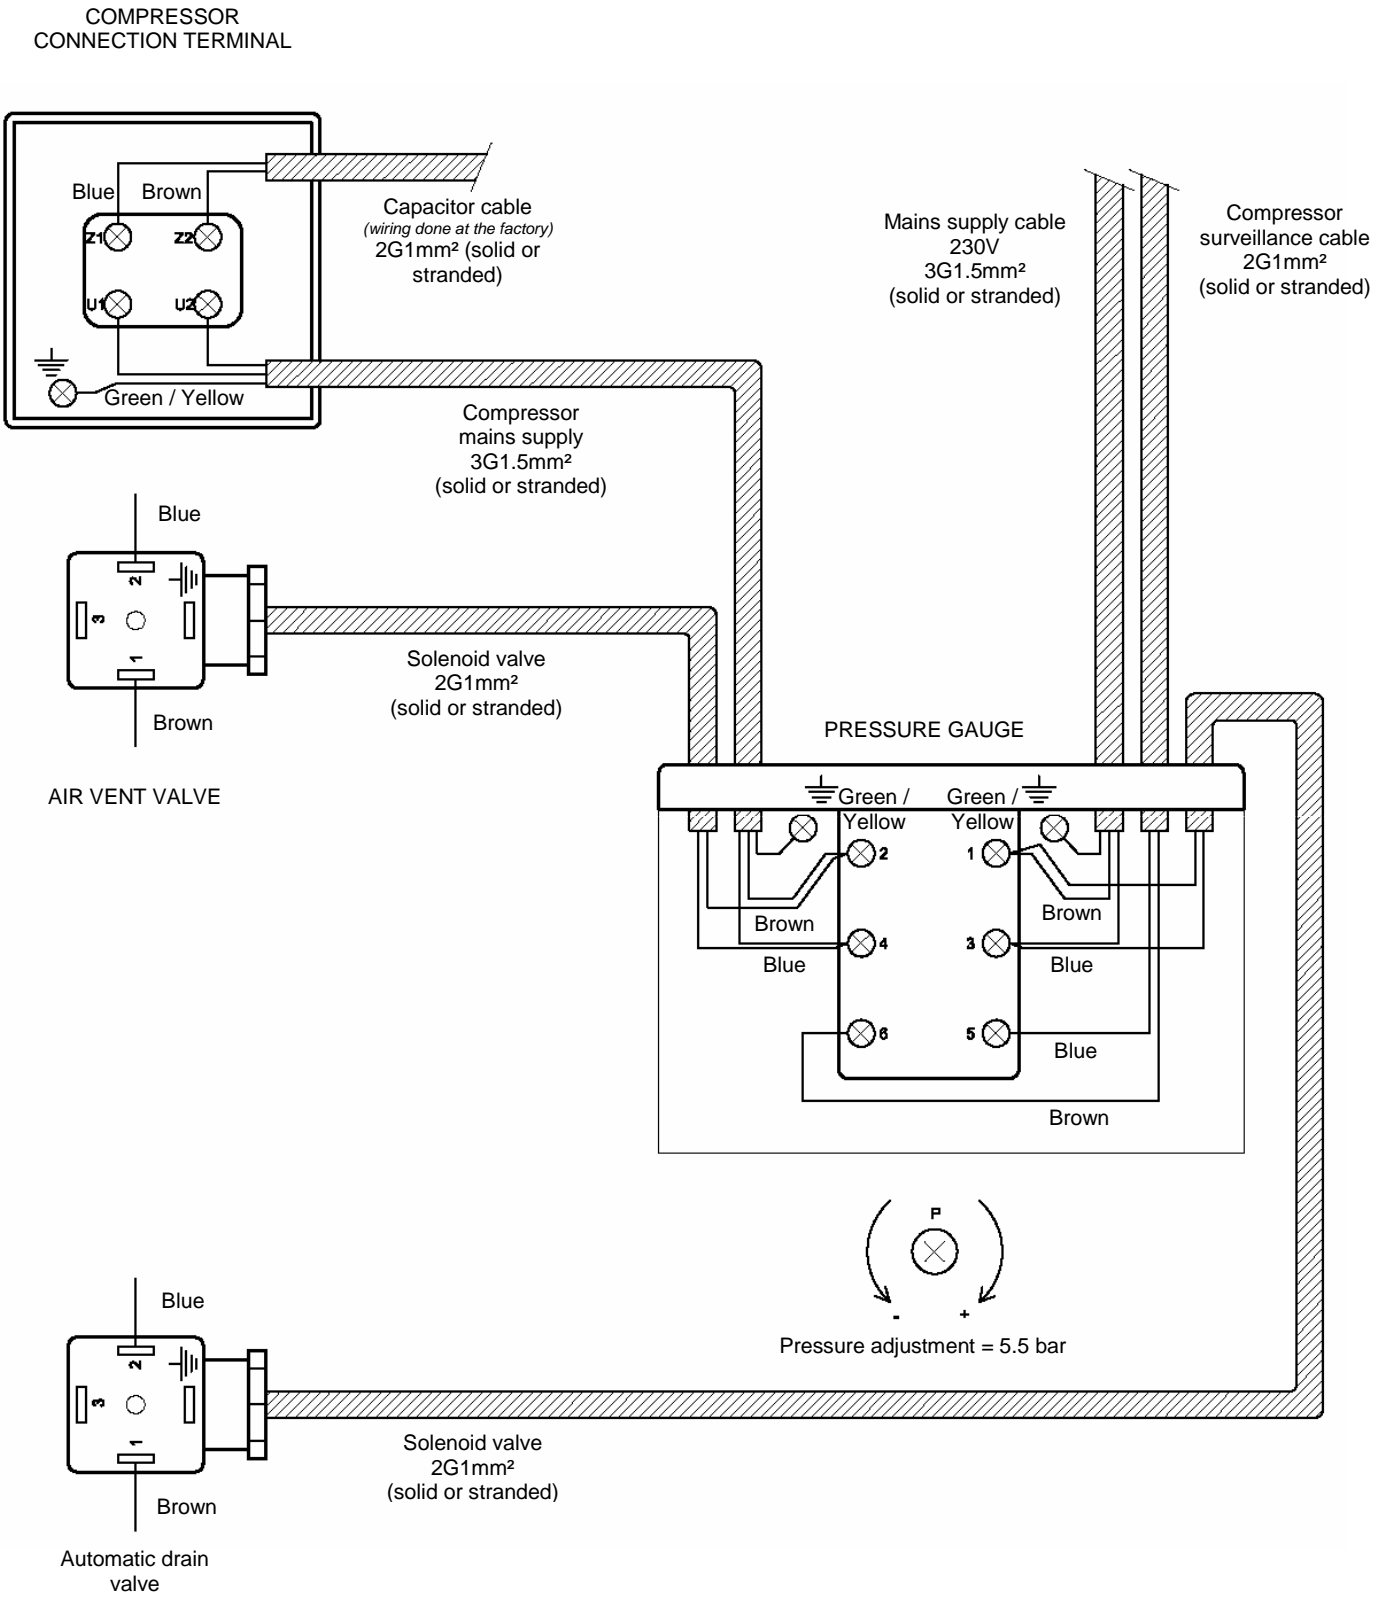 COMPRESSOR
CONNECTION TERMINAL
Blue
Brown
Z1
Z2
U1
U2
Green / Yellow
Capacitor cable
(wiring done at the factory)
2G1mm² (solid or
stranded)
Mains supply cable
230V
3G1.5mm²
(solid or stranded)
Compressor
surveillance cable
2G1mm²
(solid or stranded)
Compressor
mains supply
3G1.5mm²
(solid or stranded)
Blue
2
3
1
Brown
AIR VENT VALVE
Solenoid valve
2G1mm²
(solid or stranded)
PRESSURE GAUGE
Green /
Yellow
Green /
Yellow
2
1
Brown
Brown
4
3
Blue
Blue
6
5
Blue
Brown
P
-
+
Pressure adjustment = 5.5 bar
Blue
2
3
1
Brown
Automatic drain
valve
Solenoid valve
2G1mm²
(solid or stranded)